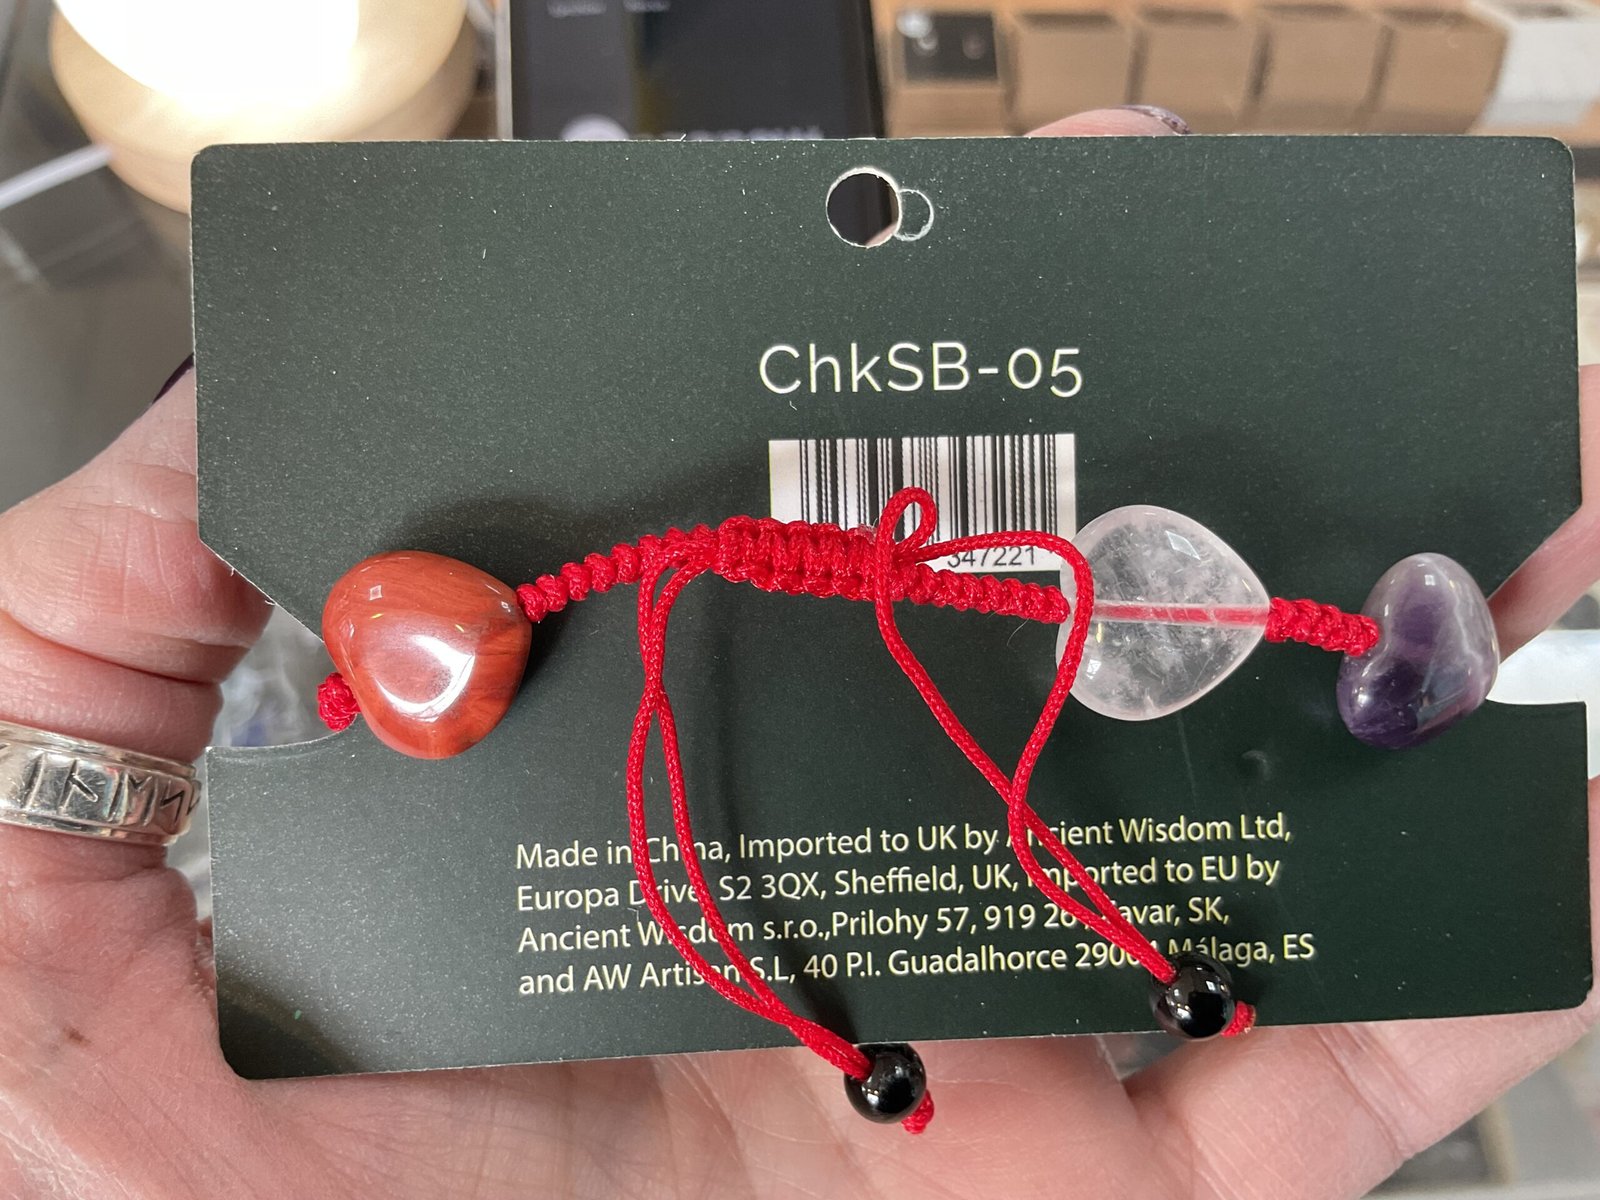 ChkSB-05
347221
Made in China, Imported to UK by Ancient Wisdom Ltd,
Europa Drive, S2 3QX, Sheffield, UK, Imported to EU by
Ancient Wisdom s.r.o.,Prilohy 57, 919 SK,
and AW Artisan S.L, 40 P.I. Guadalhorce Málaga, ES